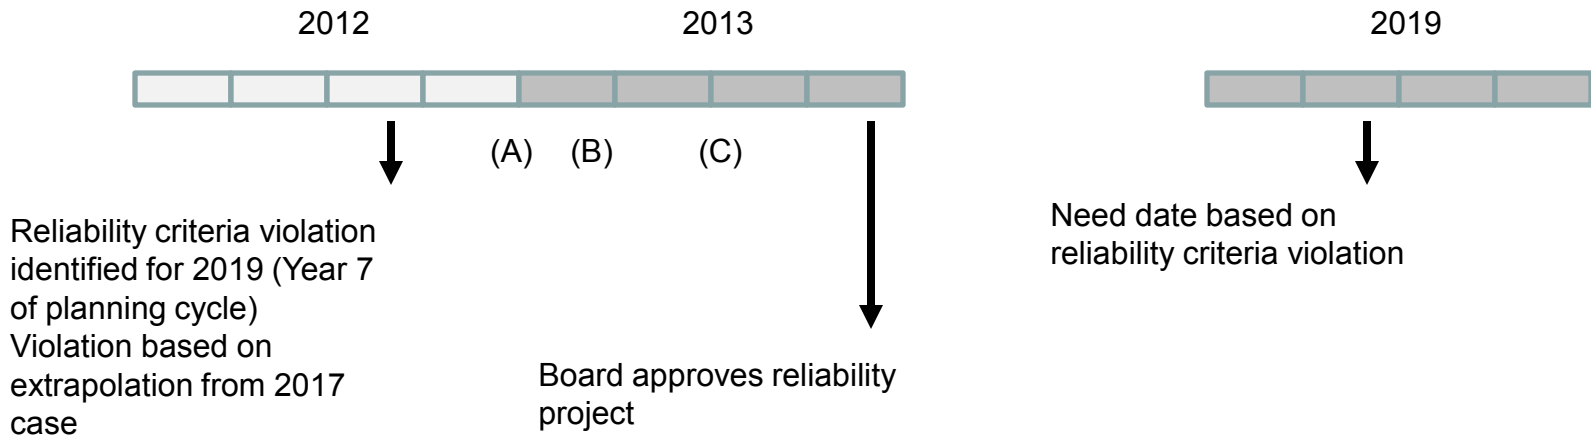 2012
2013
2019
(A)
(B)
(C)
Reliability criteria violation
identified for 2019 (Year 7
of planning cycle)
Violation based on
extrapolation from 2017
case
Board approves reliability
project
Need date based on
reliability criteria violation